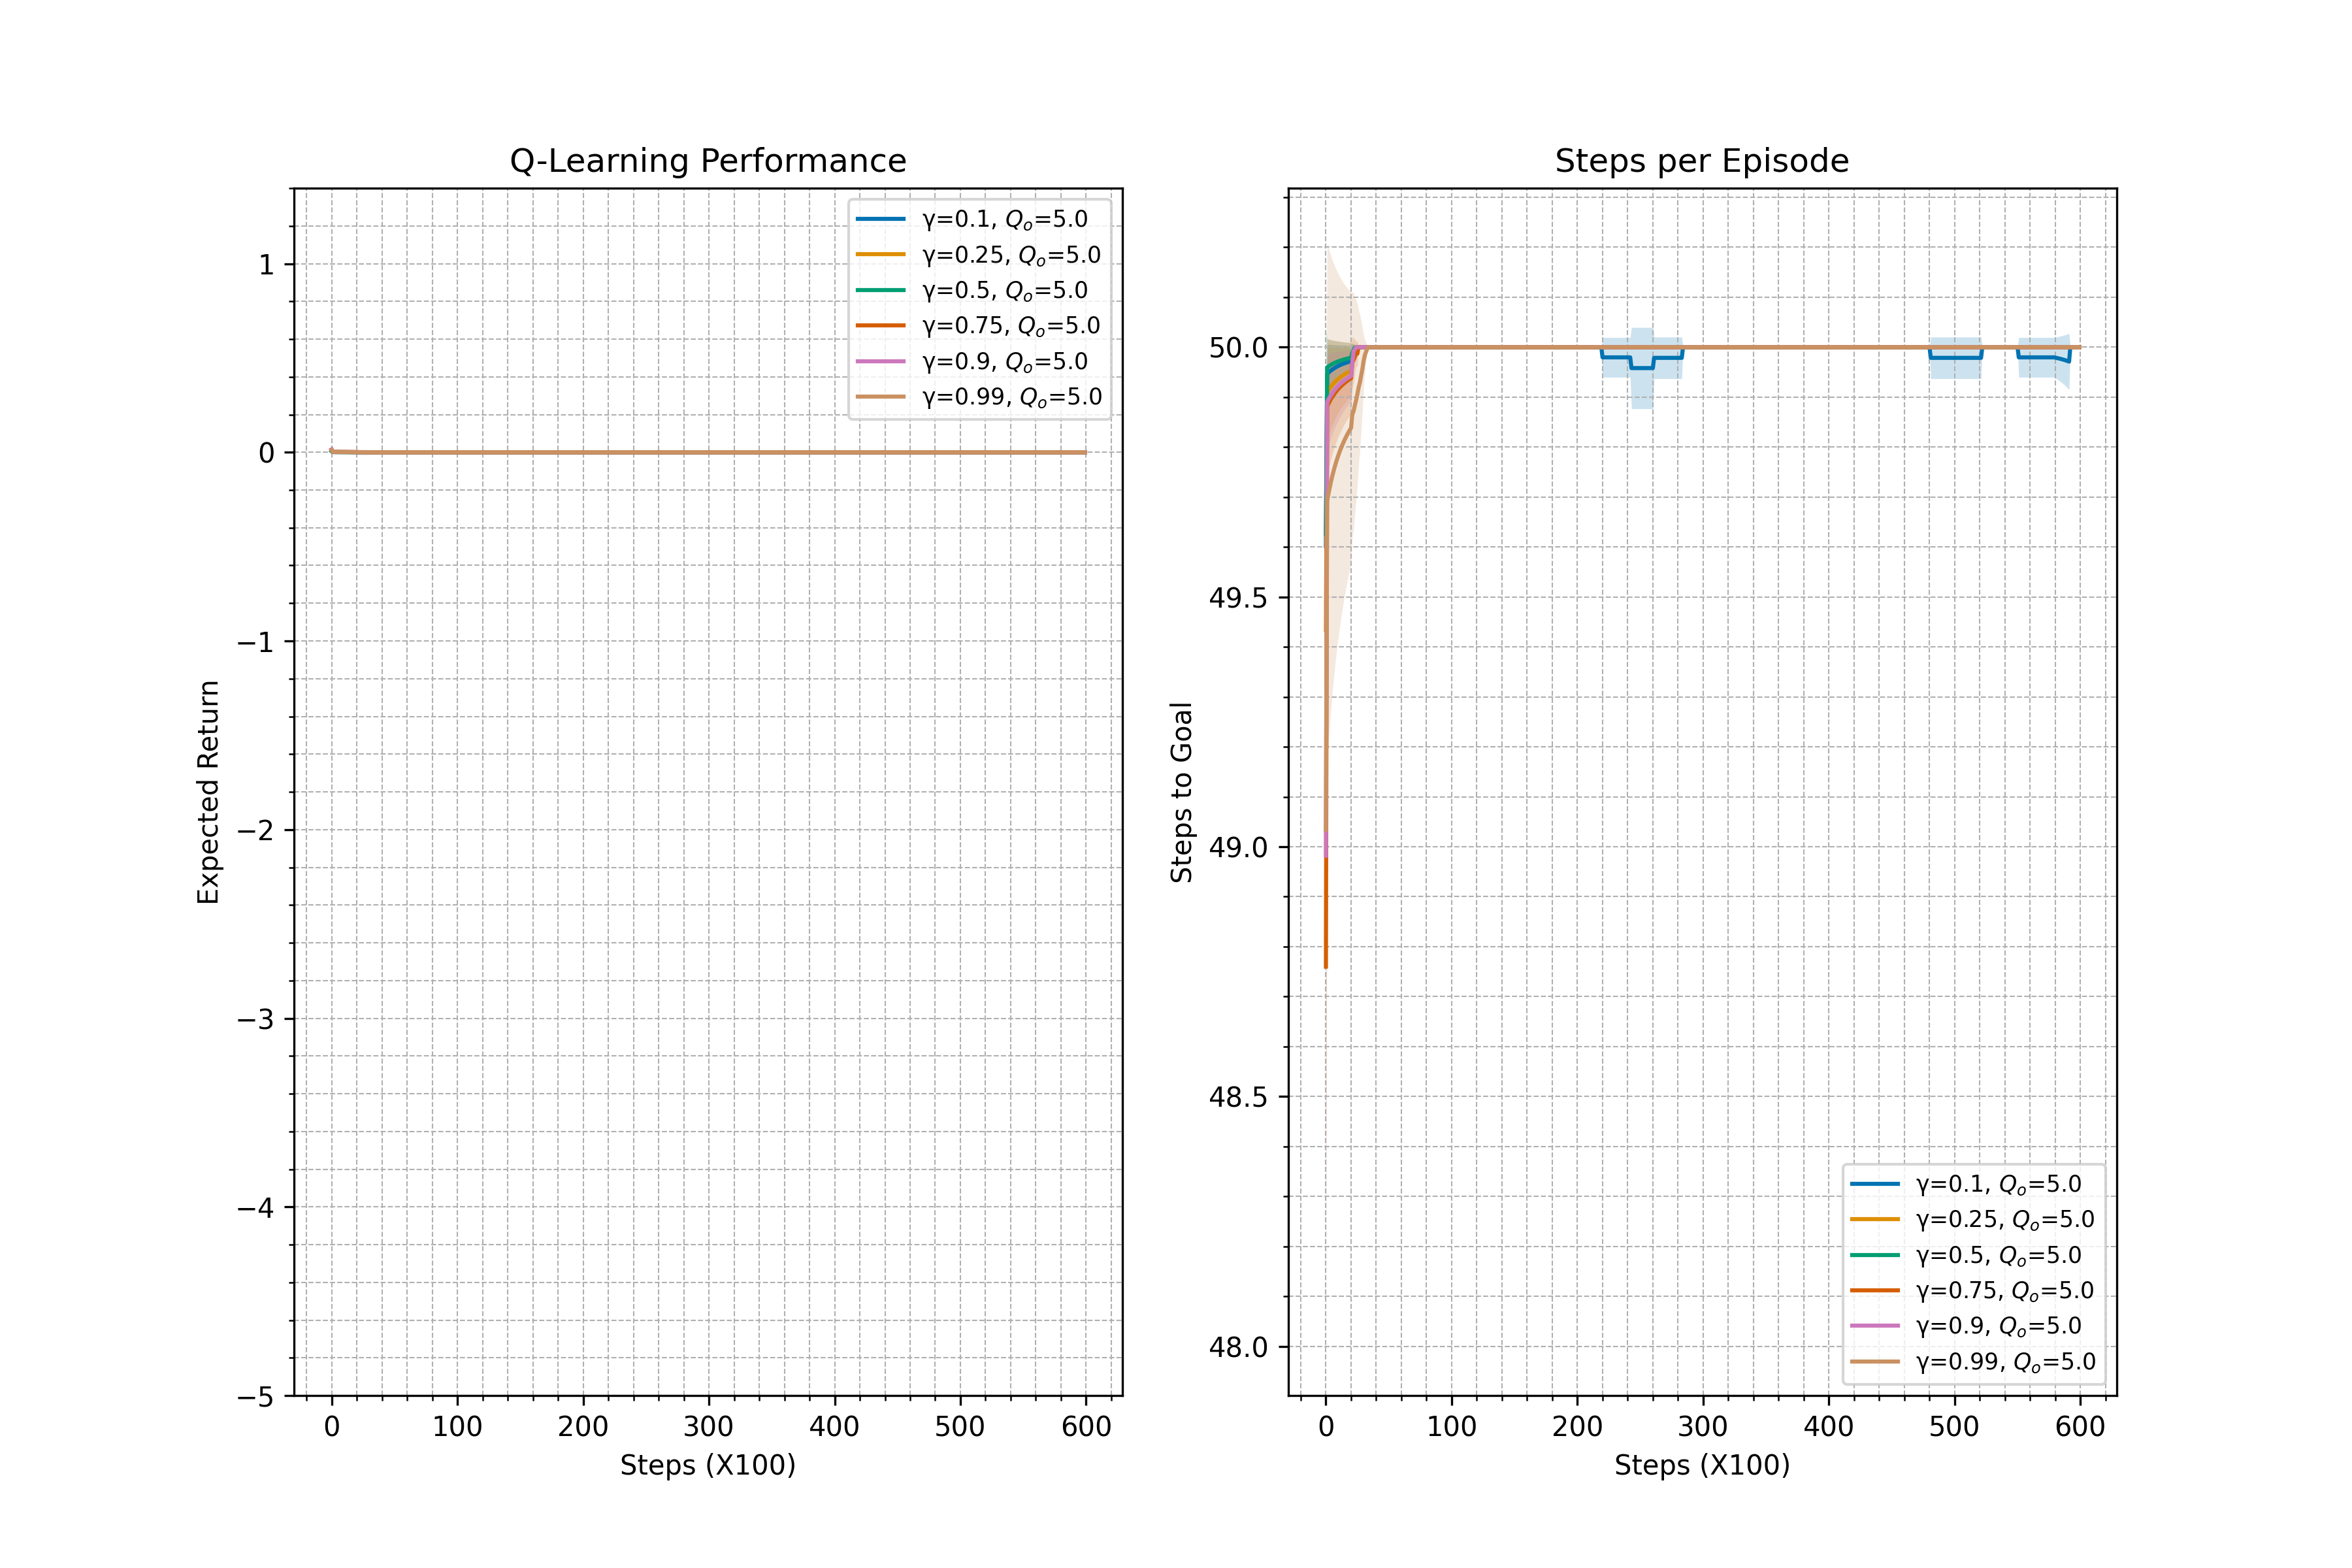 Q-Learning Performance
γ=0.1, Qₒ=5.0
γ=0.25, Qₒ=5.0
γ=0.5, Qₒ=5.0
γ=0.75, Qₒ=5.0
γ=0.9, Qₒ=5.0
γ=0.99, Qₒ=5.0
1
0
−1
−2
−3
−4
−5
Expected Return
0 100 200 300 400 500 600
Steps (X100)
Steps per Episode
50.0
49.5
49.0
48.5
48.0
Steps to Goal
γ=0.1, Qₒ=5.0
γ=0.25, Qₒ=5.0
γ=0.5, Qₒ=5.0
γ=0.75, Qₒ=5.0
γ=0.9, Qₒ=5.0
γ=0.99, Qₒ=5.0
0 100 200 300 400 500 600
Steps (X100)